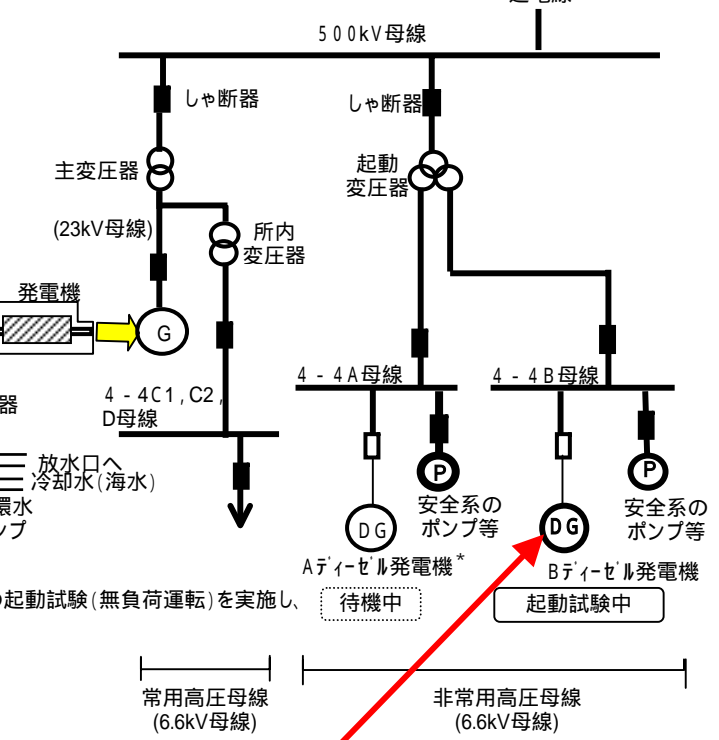 500kV母線
しゃ断器
しゃ断器
主変圧器
起動
変圧器
(23kV母線)
所内
変圧器
発電機
G
4-4A母線
4-4B母線
器
4-4C1,C2,
D母線
放水口へ
冷却水(海水)
環水
ンプ
P
P
安全系の
ポンプ等
安全系の
ポンプ等
DG
DG
Aディーゼル発電機*
Bディーゼル発電機
の起動試験(無負荷運転)を実施し、
待機中
起動試験中
常用高圧母線
(6.6kV母線)
非常用高圧母線
(6.6kV母線)